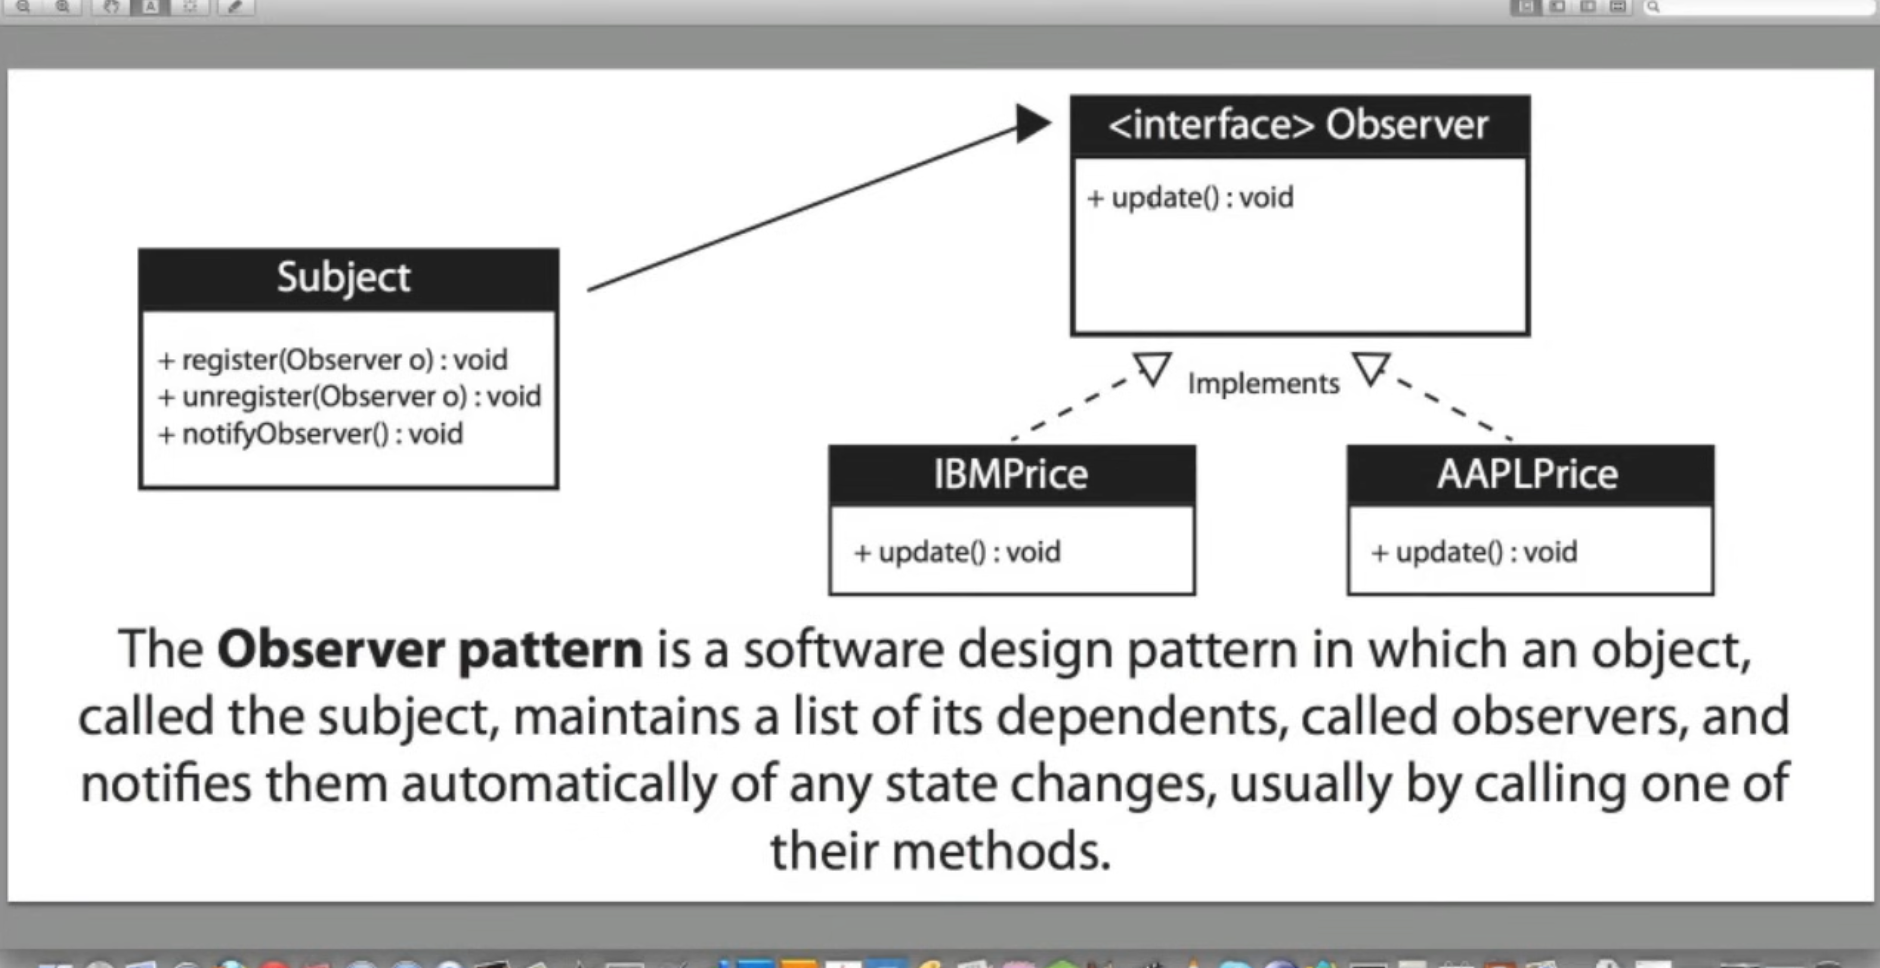 <interface> Observer
+ update() : void
Subject
+ register(Observer o) : void
+ unregister(Observer o) : void
+ notifyObserver() : void
Implements
IBMPrice
+ update() : void
AAPLPrice
+ update() : void
The Observer pattern is a software design pattern in which an object,
called the subject, maintains a list of its dependents, called observers, and
notifies them automatically of any state changes, usually by calling one of
their methods.